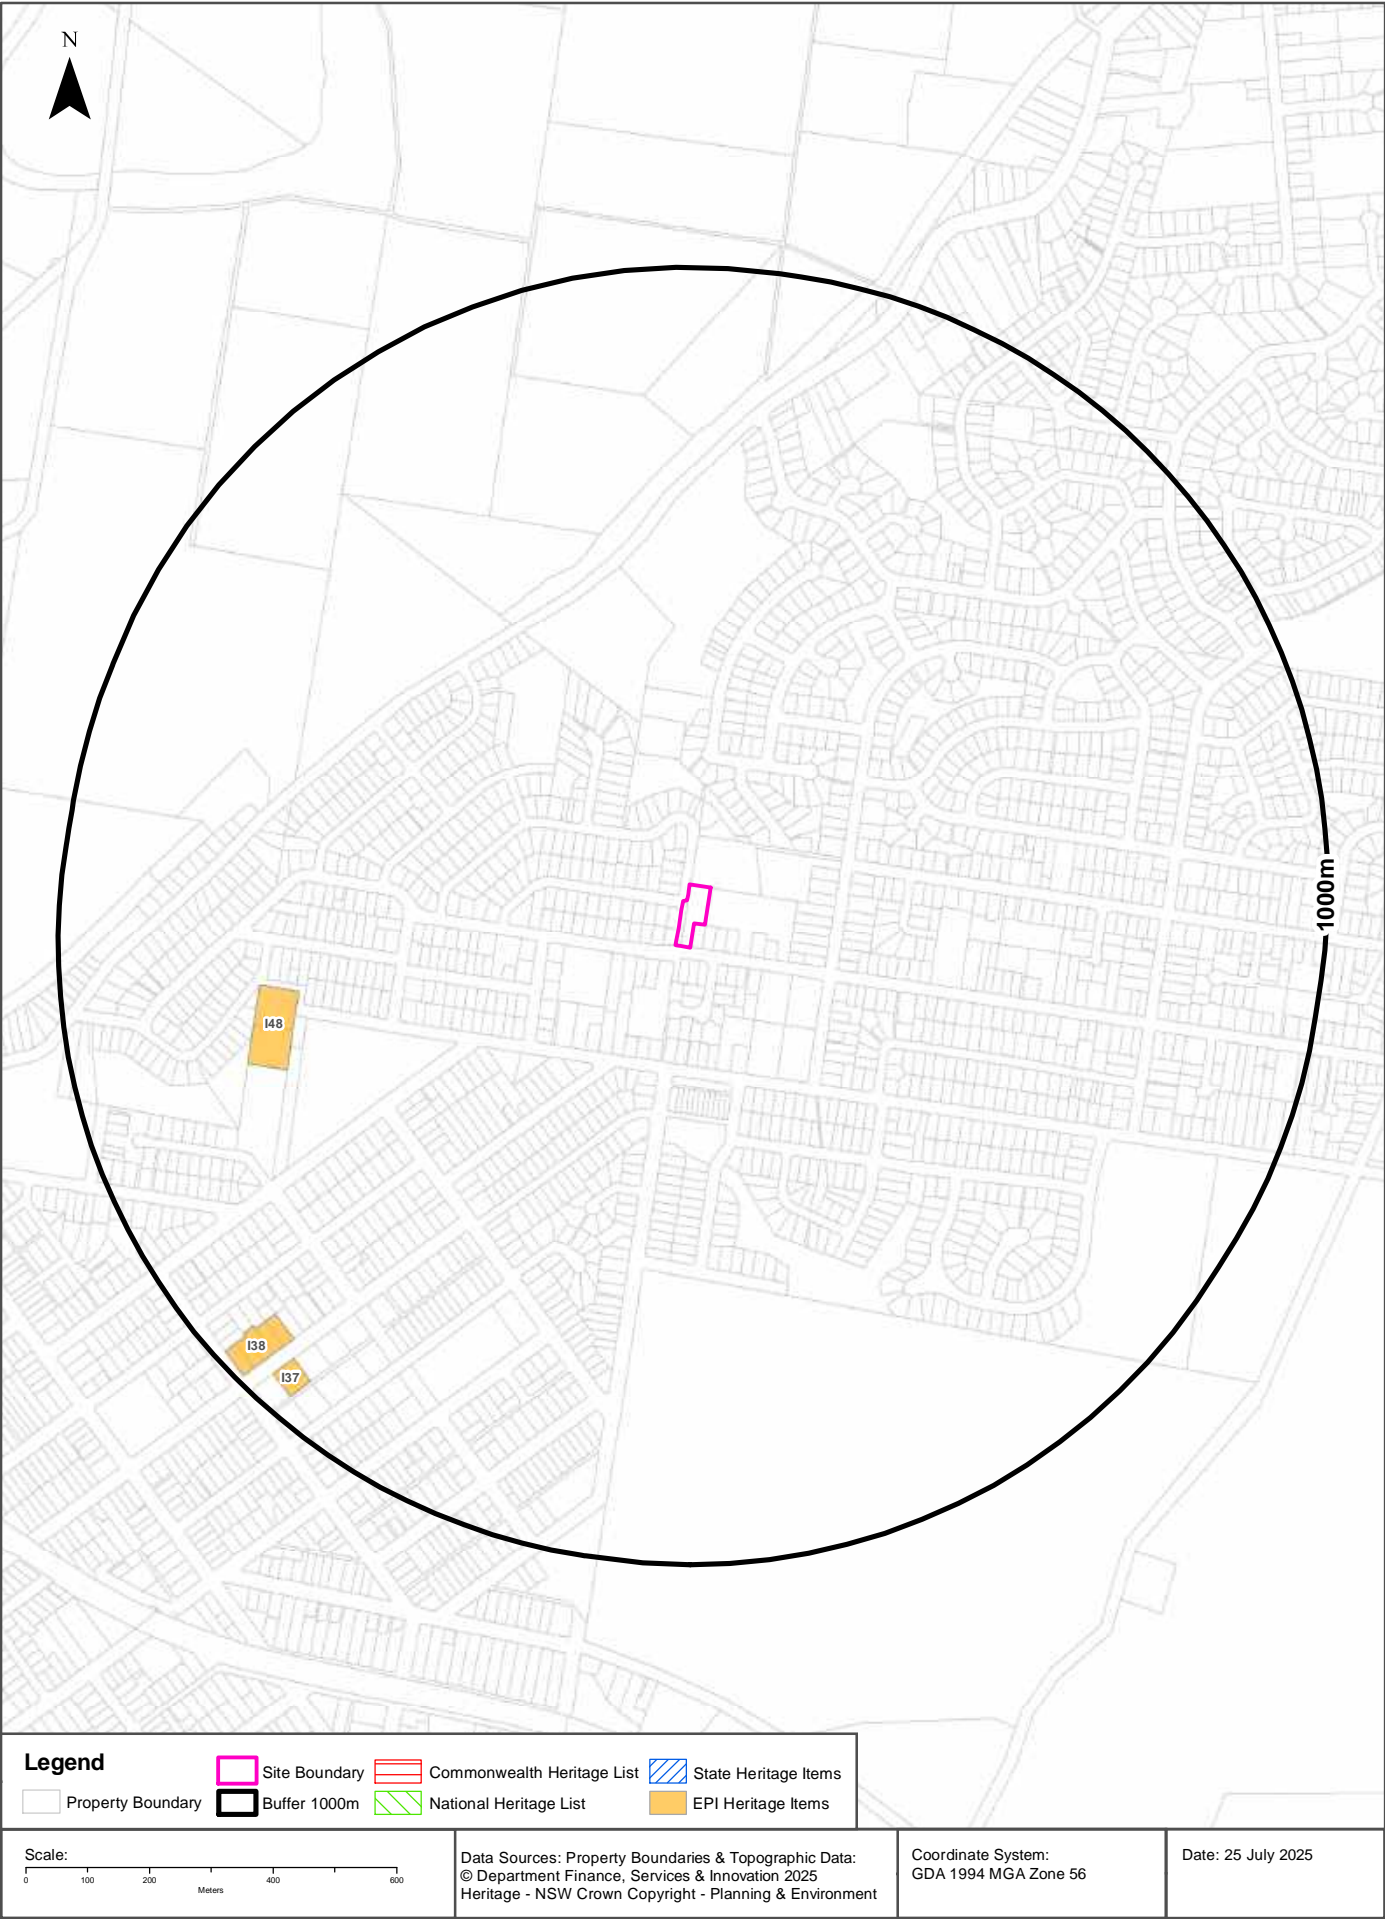 N
1000m
I48
I38
I37
Legend
Property Boundary
Site Boundary
Buffer 1000m
Commonwealth Heritage List
National Heritage List
State Heritage Items
EPI Heritage Items
Scale:
0 100 200 400 600
Meters
Data Sources: Property Boundaries & Topographic Data:
© Department Finance, Services & Innovation 2025
Heritage - NSW Crown Copyright - Planning & Environment
Coordinate System:
GDA 1994 MGA Zone 56
Date: 25 July 2025